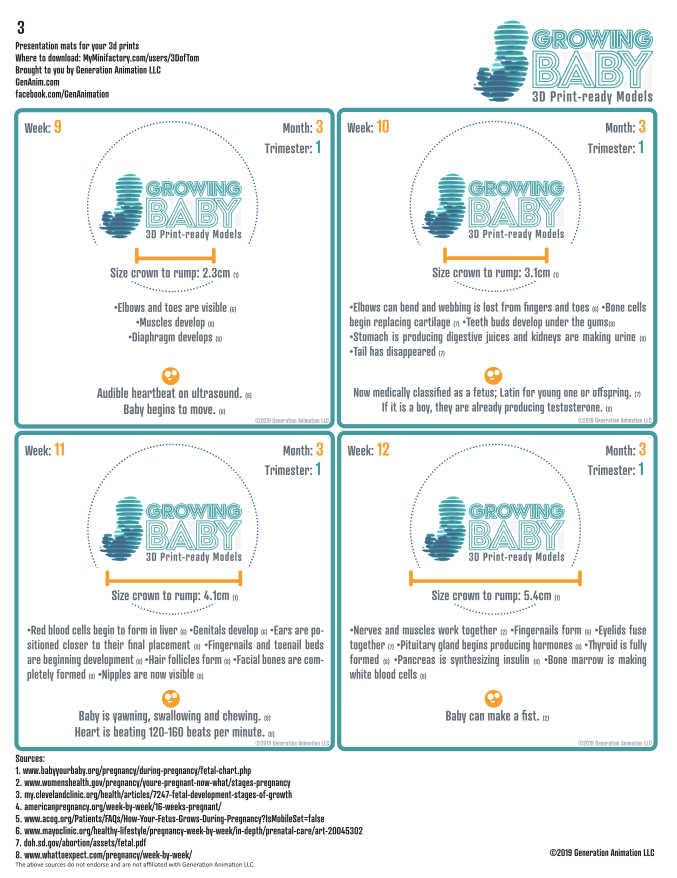 3
Presentation mats for your 3d prints
Where to download: MyMinifactory.com/users/3DofTom
Brought to you by Generation Animation LLC
GenAnim.com
facebook.com/GenAnimation
GROWING
BABY
3D Print-ready Models
Week: 9
Month: 3
Trimester: 1
GROWING
BABY
3D Print-ready Models
Size crown to rump: 2.3cm (1)
•Elbows and toes are visible (6)
•Muscles develop (8)
•Diaphragm develops (8)
Audible heartbeat on ultrasound. (8)
Baby begins to move. (8)
©2019 Generation Animation LLC
Week: 10
Month: 3
Trimester: 1
GROWING
BABY
3D Print-ready Models
Size crown to rump: 3.1cm (1)
•Elbows can bend and webbing is lost from fingers and toes (6) •Bone cells
begin replacing cartilage (7) •Teeth buds develop under the gums(8)
•Stomach is producing digestive juices and kidneys are making urine (8)
•Tail has disappeared (7)
Now medically classified as a fetus; Latin for young one or offspring. (7)
If it is a boy, they are already producing testosterone. (8)
©2019 Generation Animation LLC
Week: 11
Month: 3
Trimester: 1
GROWING
BABY
3D Print-ready Models
Size crown to rump: 4.1cm (1)
•Red blood cells begin to form in liver (6) •Genitals develop (6) •Ears are po-
sitioned closer to their final placement (8) •Fingernails and toenail beds
are beginning development (8) •Hair follicles form (8) •Facial bones are com-
pletely formed (8) •Nipples are now visible (8)
Baby is yawning, swallowing and chewing. (8)
Heart is beating 120-160 beats per minute. (8)
©2019 Generation Animation LLC
Week: 12
Month: 3
Trimester: 1
GROWING
BABY
3D Print-ready Models
Size crown to rump: 5.4cm (1)
•Nerves and muscles work together (2) •Fingernails form (6) •Eyelids fuse
together (7) •Pituitary gland begins producing hormones (8) •Thyroid is fully
formed (8) •Pancreas is synthesizing insulin (8) •Bone marrow is making
white blood cells (8)
Baby can make a fist. (2)
©2019 Generation Animation LLC
Sources:
1. www.babyyourbaby.org/pregnancy/during-pregnancy/fetal-chart.php
2. www.womenshealth.gov/pregnancy/youre-pregnant-now-what/stages-pregnancy
3. my.clevelandclinic.org/health/articles/7247-fetal-development-stages-of-growth
4. americanpregnancy.org/week-by-week/16-weeks-pregnant/
5. www.acog.org/Patients/FAQs/How-Your-Fetus-Grows-During-Pregnancy?IsMobileSet=false
6. www.mayoclinic.org/healthy-lifestyle/pregnancy-week-by-week/in-depth/prenatal-care/art-20045302
7. doh.sd.gov/abortion/assets/fetal.pdf
8. www.whattoexpect.com/pregnancy/week-by-week/
The above sources do not endorse and are not affiliated with Generation Animation LLC.
©2019 Generation Animation LLC